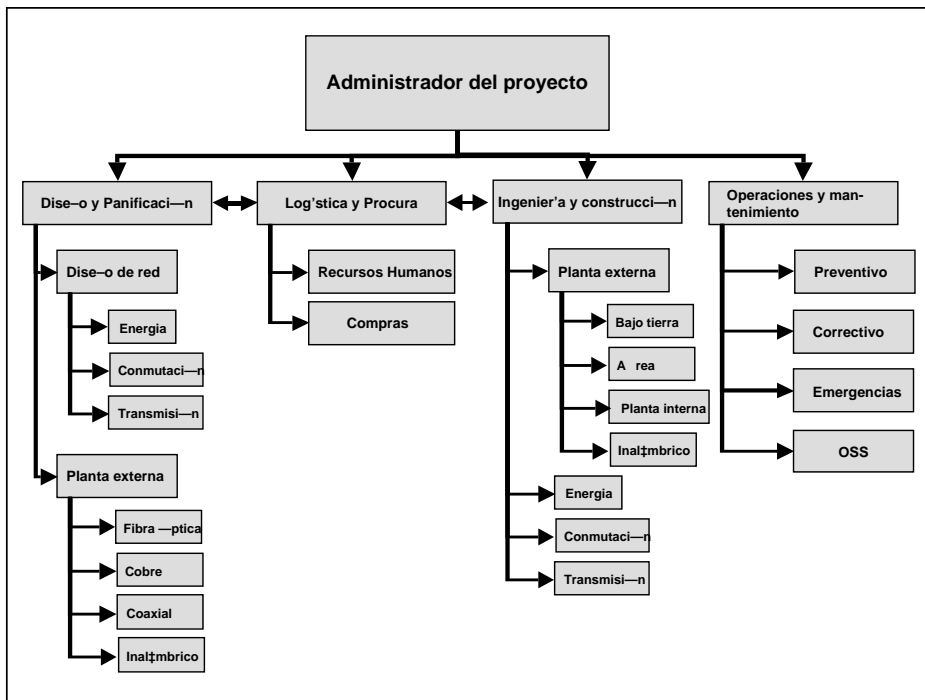 Administrador del proyecto
Dise–o y Panificaci—n
Log'stica y Procura
Ingenier'a y construcci—n
Operaciones y man-
tenimiento
Dise–o de red
Energia
Conmutaci—n
Transmisi—n
Planta externa
Fibra —ptica
Cobre
Coaxial
Inal‡mbrico
Recursos Humanos
Compras
Planta externa
Bajo tierra
A rea
Planta interna
Inal‡mbrico
Energia
Conmutaci—n
Transmisi—n
Preventivo
Correctivo
Emergencias
OSS